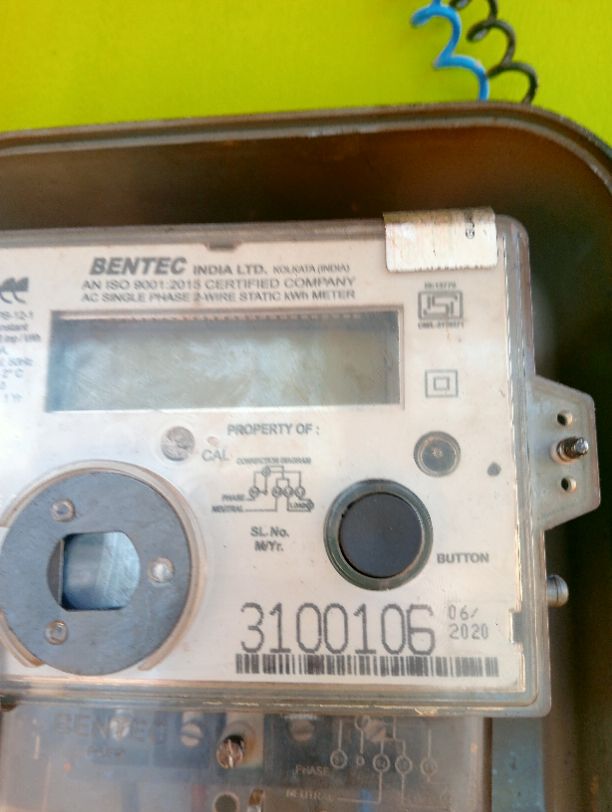 BENTEC INDIA LTD. KOLKATA (INDIA)
AN ISO 9001:2015 CERTIFIED COMPANY
AC SINGLE PHASE 2-WIRE STATIC kWh METER
PROPERTY OF :
CAL
CONNECTION DIAGRAM
PHASE
NEUTRAL
LOAD
SL. No.
M/Yr.
BUTTON
3100106 06/
2020
BENTEC
PHASE
NEUTRAL